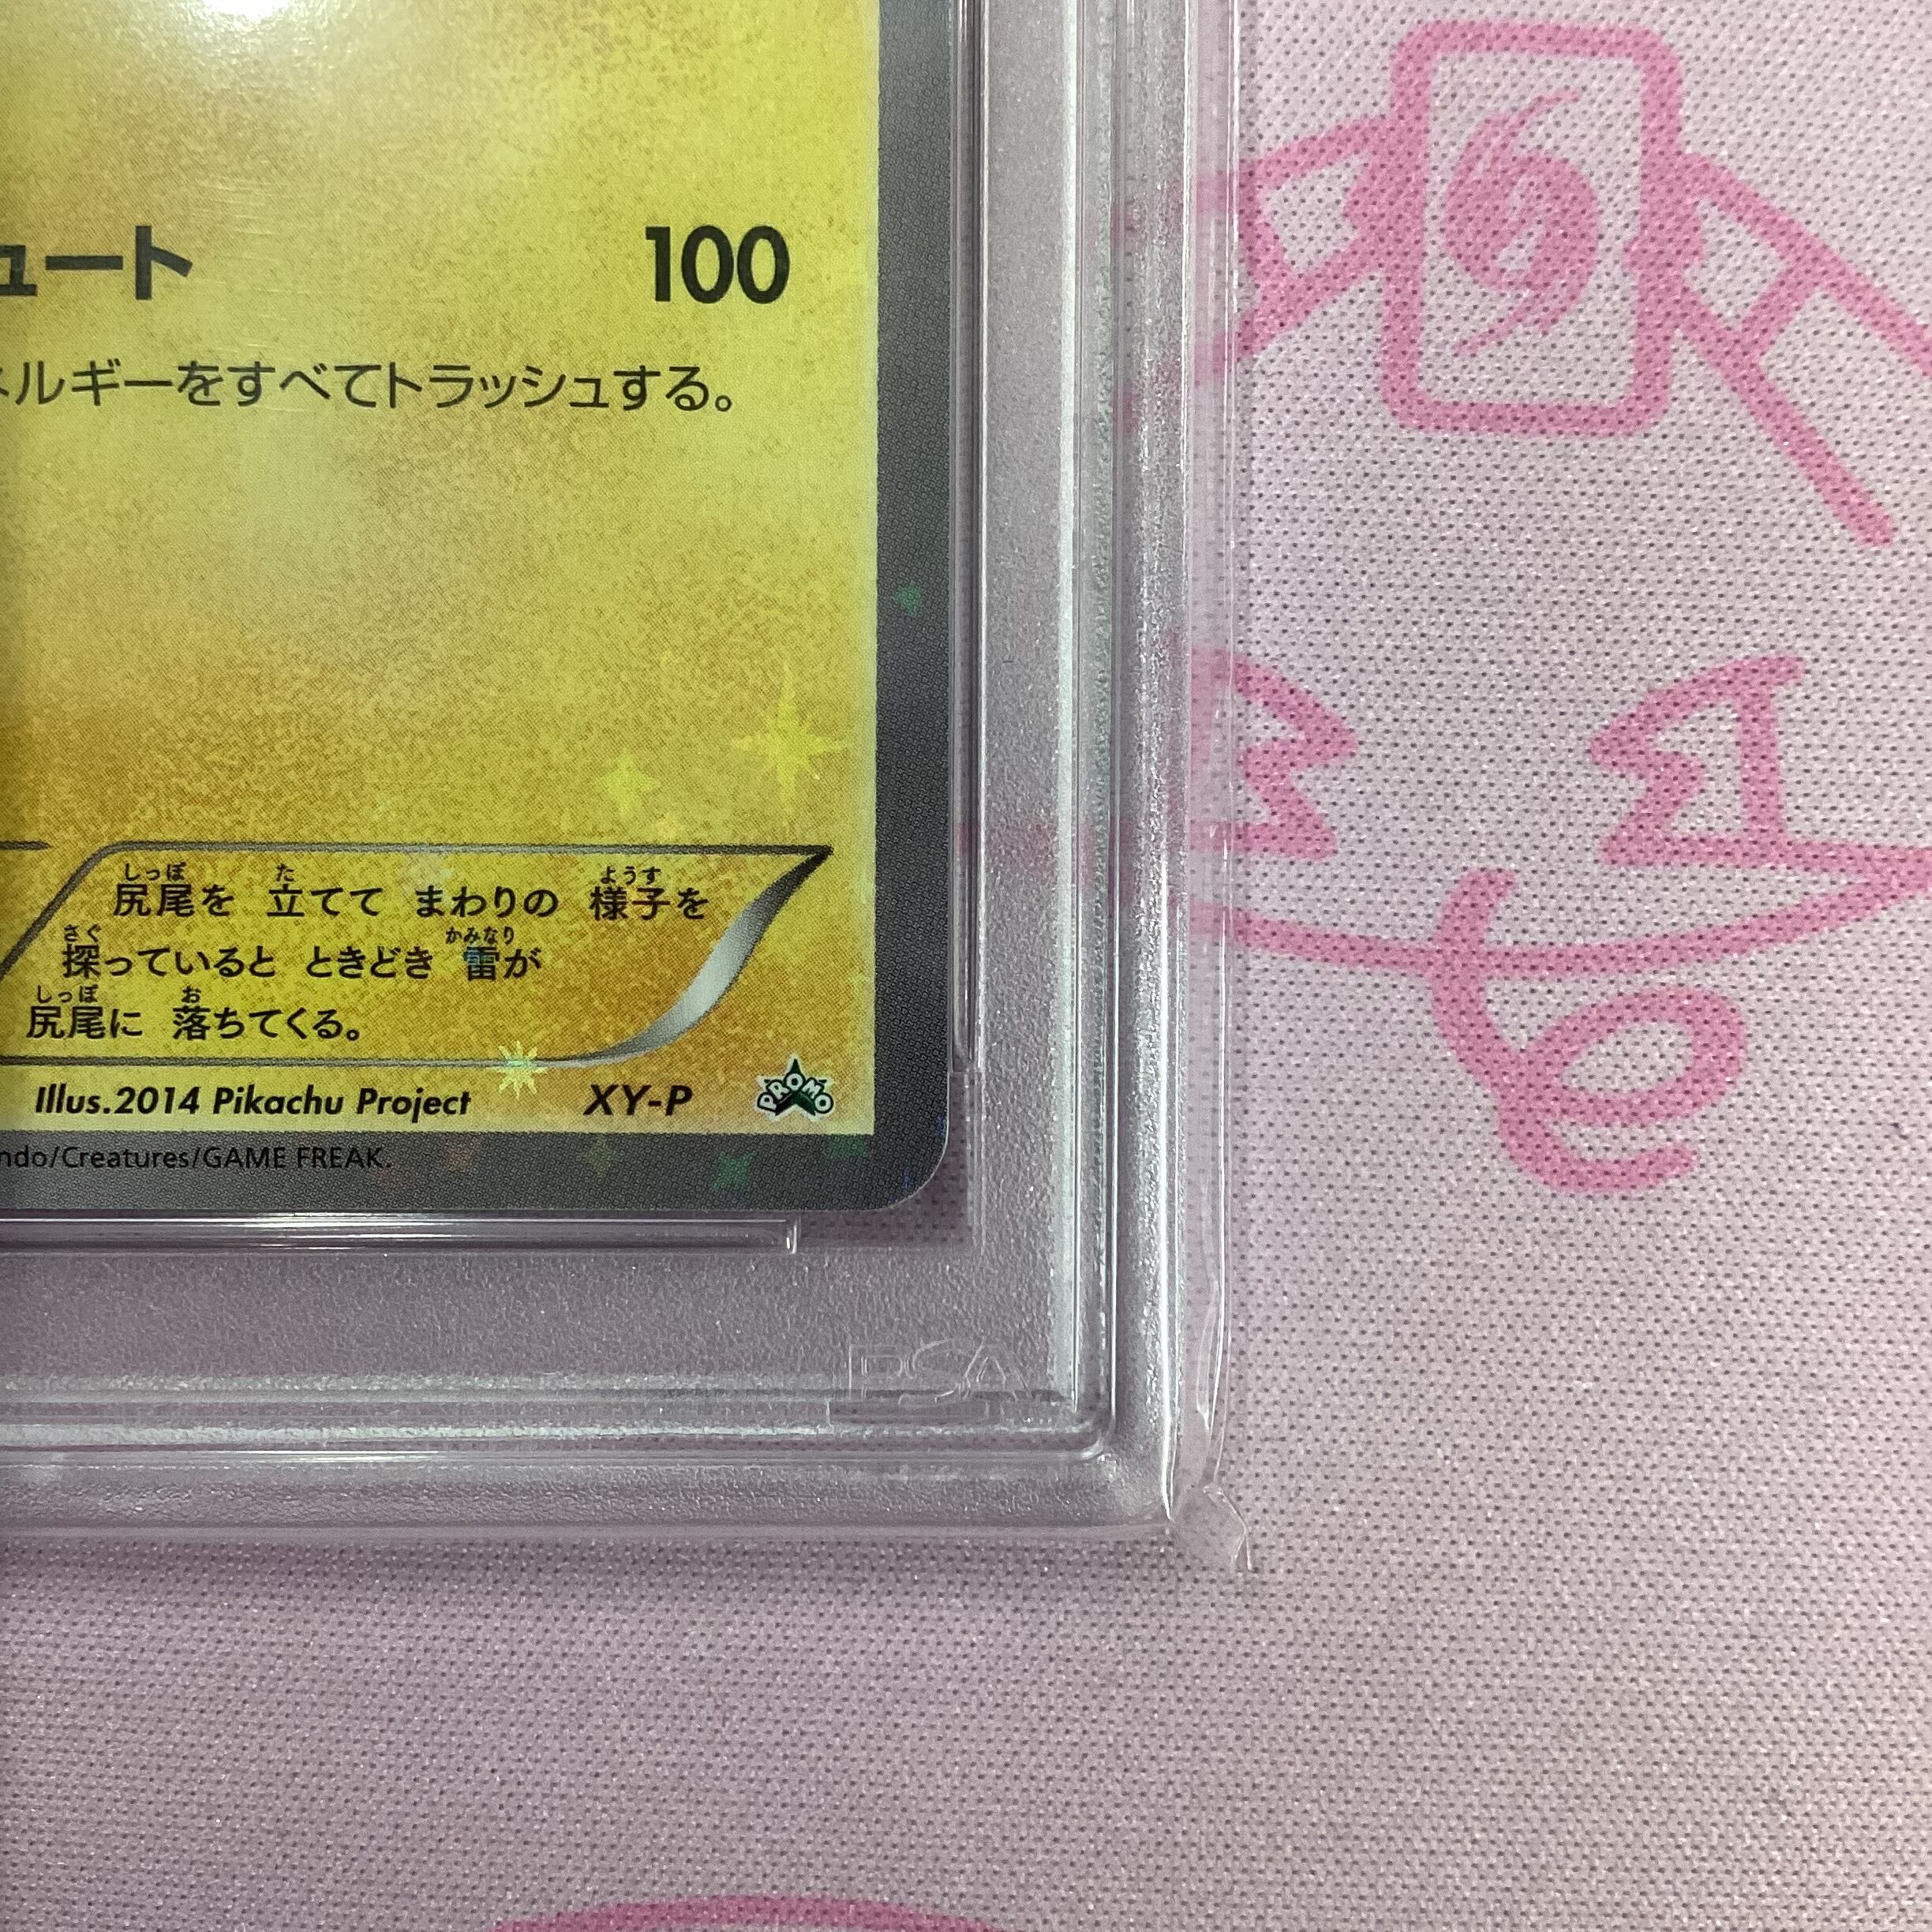 ュート 100
ネルギーをすべてトラッシュする。
しっぽ た ようす
尻尾を 立てて まわりの 様子を
さぐ かみなり
探っていると ときどき 雷が
しっぽ お
尻尾に 落ちてくる。
Illus.2014 Pikachu Project XY-P PROMO
ndo/Creatures/GAME FREAK.
PSA